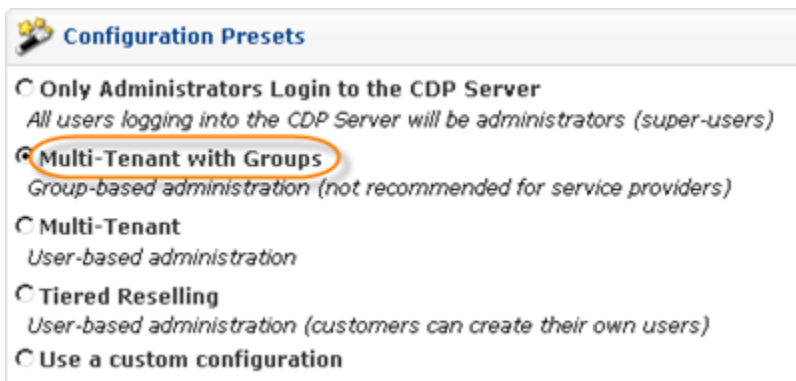 Configuration Presets
Only Administrators Login to the CDP Server
All users logging into the CDP Server will be administrators (super-users)
Multi-Tenant with Groups
Group-based administration (not recommended for service providers)
Multi-Tenant
User-based administration
Tiered Reselling
User-based administration (customers can create their own users)
Use a custom configuration